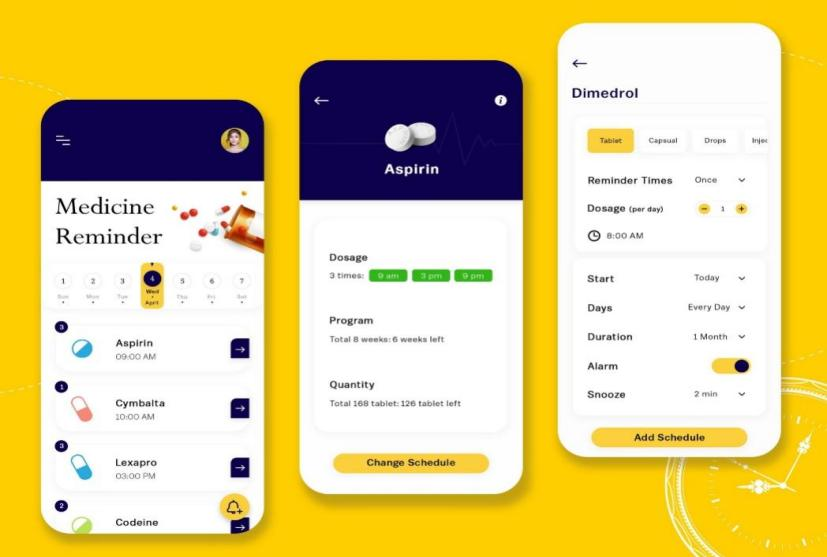 Medicine
Reminder
1 2 3 4 5 6 7
Sun Mon Tue Wed Thu Fri Sat
April
3
Aspirin
09:00 AM
1
Cymbalta
10:00 AM
3
Lexapro
03:00 PM
2
Codeine
i
Aspirin
Dosage
3 times: 9 am 3 pm 9 pm
Program
Total 8 weeks: 6 weeks left
Quantity
Total 168 tablet: 126 tablet left
Change Schedule
Dimedrol
Tablet Capsual Drops Injec
Reminder Times Once
Dosage (per day) − 1 +
8:00 AM
Start Today
Days Every Day
Duration 1 Month
Alarm
Snooze 2 min
Add Schedule